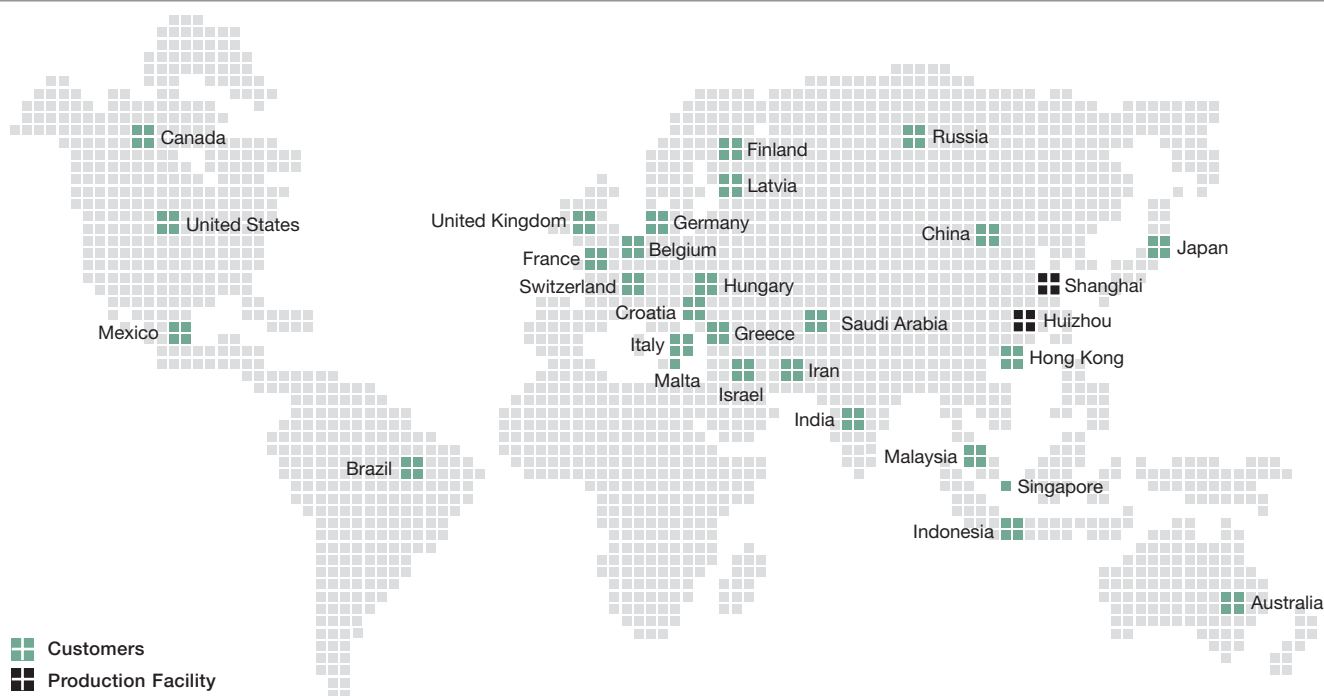 Canada
Russia
Finland
Latvia
United Kingdom
Germany
United States
China
Belgium
Japan
France
Switzerland
Hungary
Shanghai
Croatia
Saudi Arabia
Huizhou
Mexico
Greece
Italy
Hong Kong
Iran
Malta
Israel
India
Malaysia
Brazil
Singapore
Indonesia
Australia
Customers
Production Facility